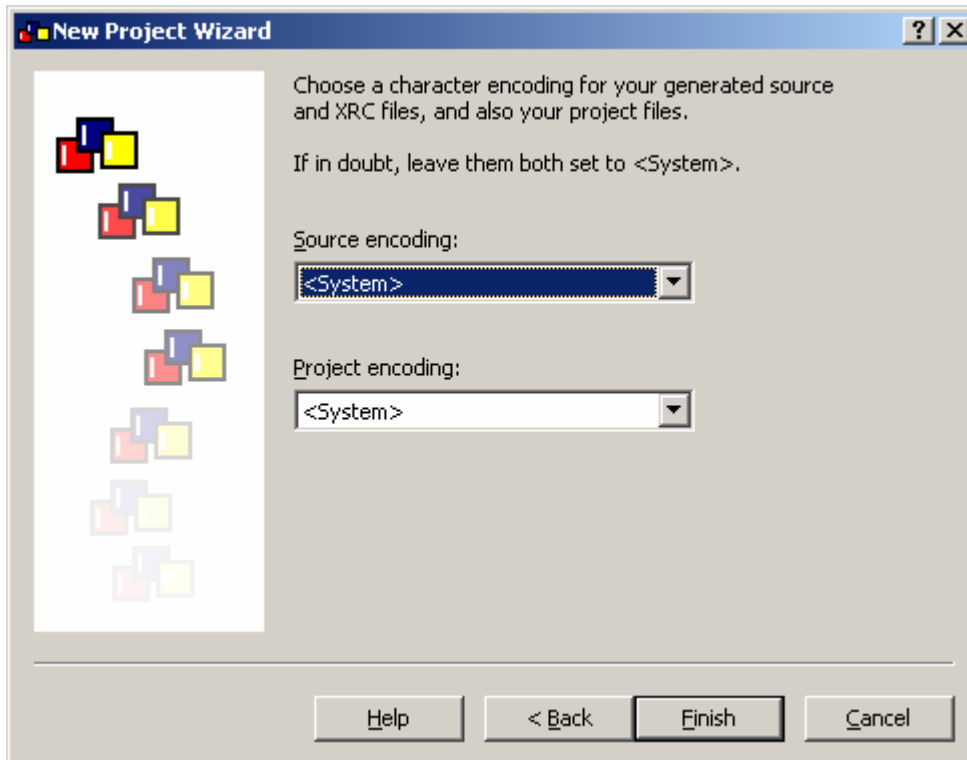 New Project Wizard
Choose a character encoding for your generated source
and XRC files, and also your project files.
If in doubt, leave them both set to <System>.
Source encoding:
<System>
Project encoding:
<System>
Help
< Back
Finish
Cancel